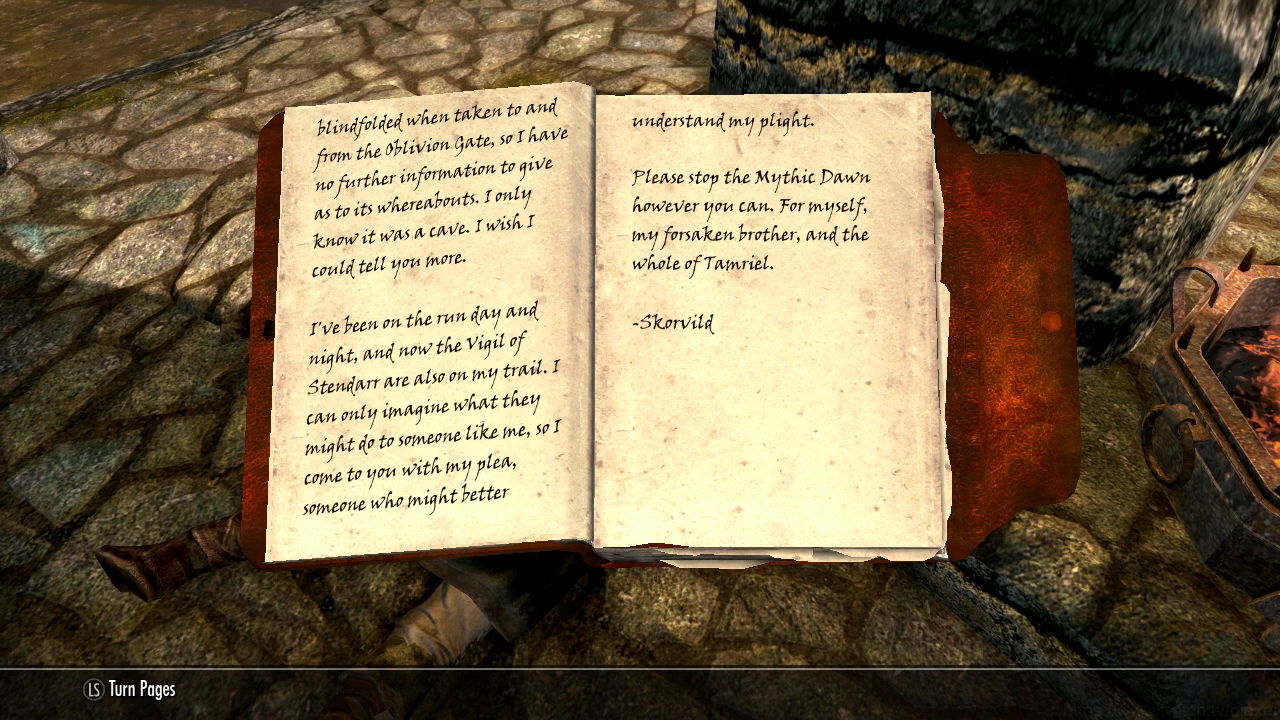 blindfolded when taken to and
from the Oblivion Gate, so I have
no further information to give
as to its whereabouts. I only
know it was a cave. I wish I
could tell you more.
I've been on the run day and
night, and now the Vigil of
Stendarr are also on my trail. I
can only imagine what they
might do to someone like me, so I
come to you with my plea,
someone who might better
understand my plight.
Please stop the Mythic Dawn
however you can. For myself,
my forsaken brother, and the
whole of Tamriel.
-Skorvild
LS Turn Pages